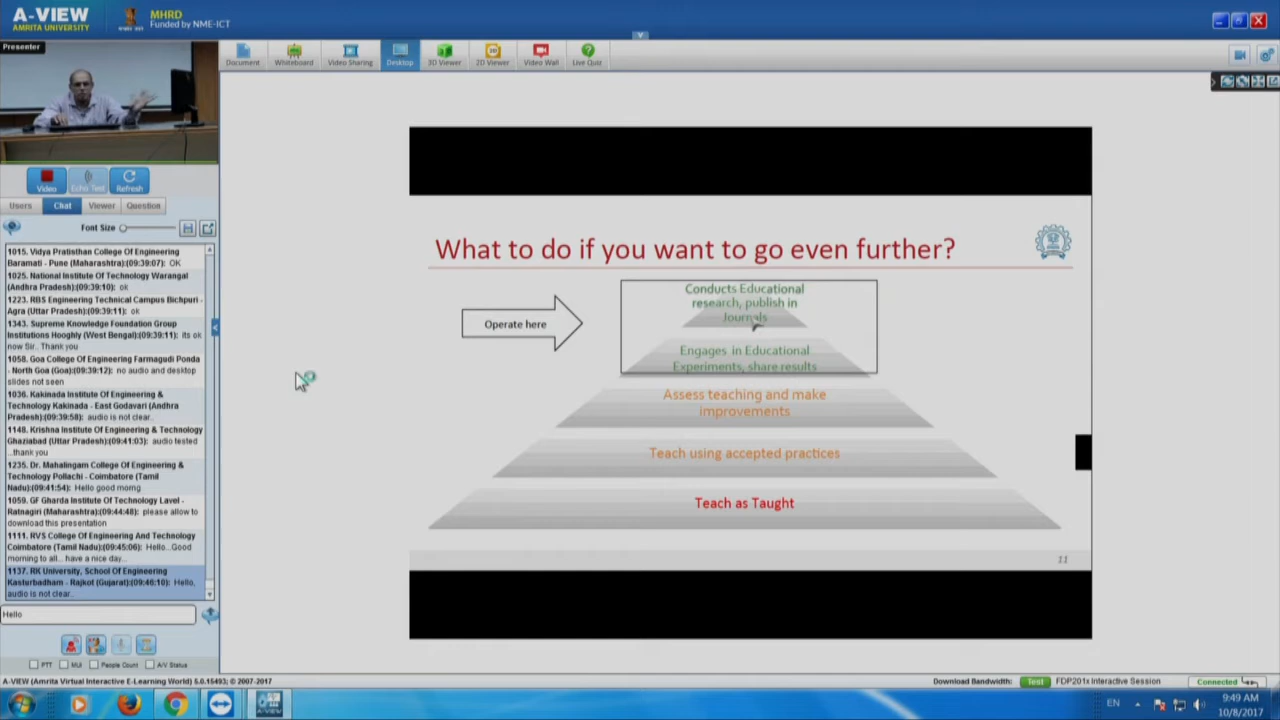 A-VIEW
AMRITA UNIVERSITY
MHRD
Funded by NME-ICT
Presenter
Document
Whiteboard
Video Sharing
Desktop
3D Viewer
2D Viewer
Video Wall
Live Quiz
Video
Echo Test
Refresh
Users
Chat
Viewer
Question
Font Size
1015. Vidya Pratisthan College Of Engineering
Baramati - Pune (Maharashtra):(09:39:07): OK
1025. National Institute Of Technology Warangal
(Andhra Pradesh):(09:39:10): ok
1223. RBS Engineering Technical Campus Bichpuri -
Agra (Uttar Pradesh):(09:39:11): ok
1343. Supreme Knowledge Foundation Group
Institutions Hooghly (West Bengal):(09:39:11): its ok
now Sir.. Thank you
1058. Goa College Of Engineering Farmagudi Ponda
- North Goa (Goa):(09:39:12): no audio and desktop
slides not seen
1036. Kakinada Institute Of Engineering &
Technology Kakinada - East Godavari (Andhra
Pradesh):(09:39:58): audio is not clear..
1148. Krishna Institute Of Engineering & Technology
Ghaziabad (Uttar Pradesh):(09:41:03): audio tested
...thank you
1235. Dr. Mahalingam College Of Engineering &
Technology Pollachi - Coimbatore (Tamil
Nadu):(09:41:54): Hello good morng
1059. GF Gharda Institute Of Technology Lavel -
Ratnagiri (Maharashtra):(09:44:48): please allow to
download this presentation
1111. RVS College Of Engineering And Technology
Coimbatore (Tamil Nadu):(09:45:06): Hello...Good
morning to all... have a nice day...
1137. RK University, School Of Engineering
Kasturbadham - Rajkot (Gujarat):(09:46:10): Hello,
audio is not clear..
Hello
PTT
MUI
People Count
A/V Status
What to do if you want to go even further?
Operate here
Conducts Educational
research, publish in
Journals
Engages in Educational
Experiments, share results
Assess teaching and make
improvements
Teach using accepted practices
Teach as Taught
11
A-VIEW (Amrita Virtual Interactive E-Learning World) 5.0.15493; © 2007-2017
Download Bandwidth:
Test
FDP201x Interactive Session
Connected
EN
9:49 AM
10/8/2017